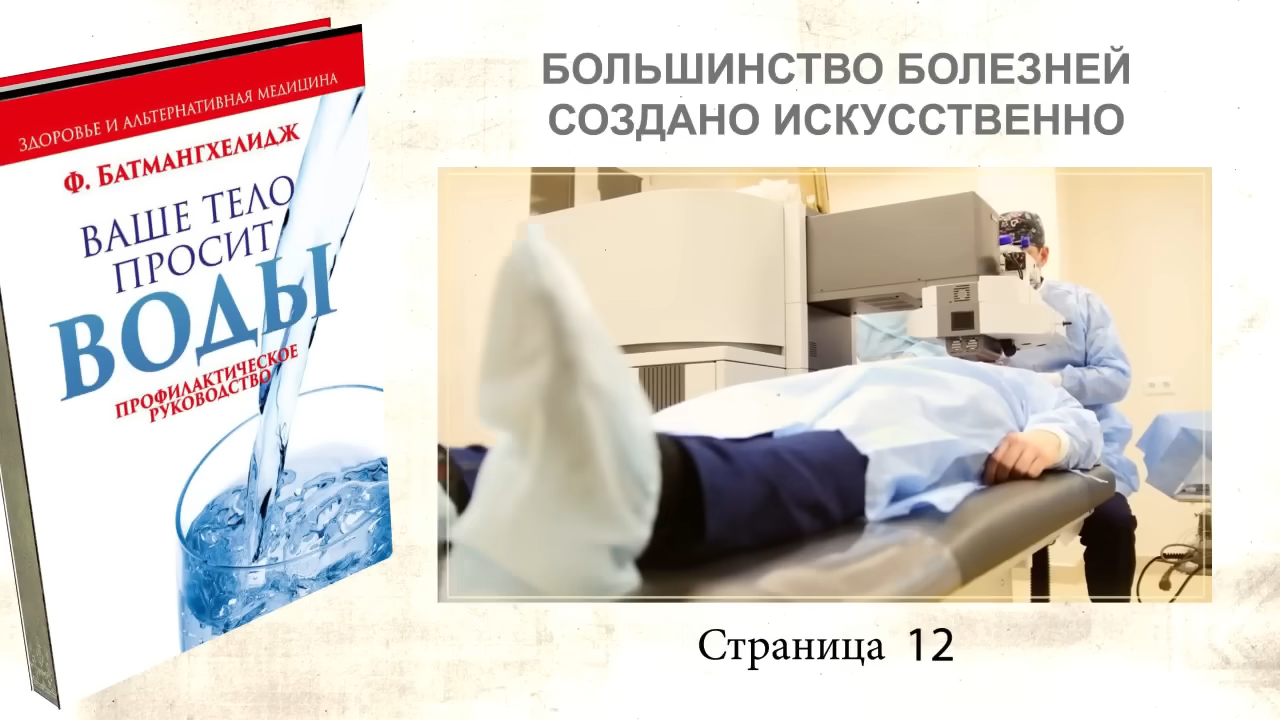 ЗДОРОВЬЕ И АЛЬТЕРНАТИВНАЯ МЕДИЦИНА
Ф. БАТМАНГХЕЛИДЖ
ВАШЕ ТЕЛО
ПРОСИТ
ВОДЫ
ПРОФИЛАКТИЧЕСКОЕ
РУКОВОДСТВО
БОЛЬШИНСТВО БОЛЕЗНЕЙ
СОЗДАНО ИСКУССТВЕННО
Страница 12